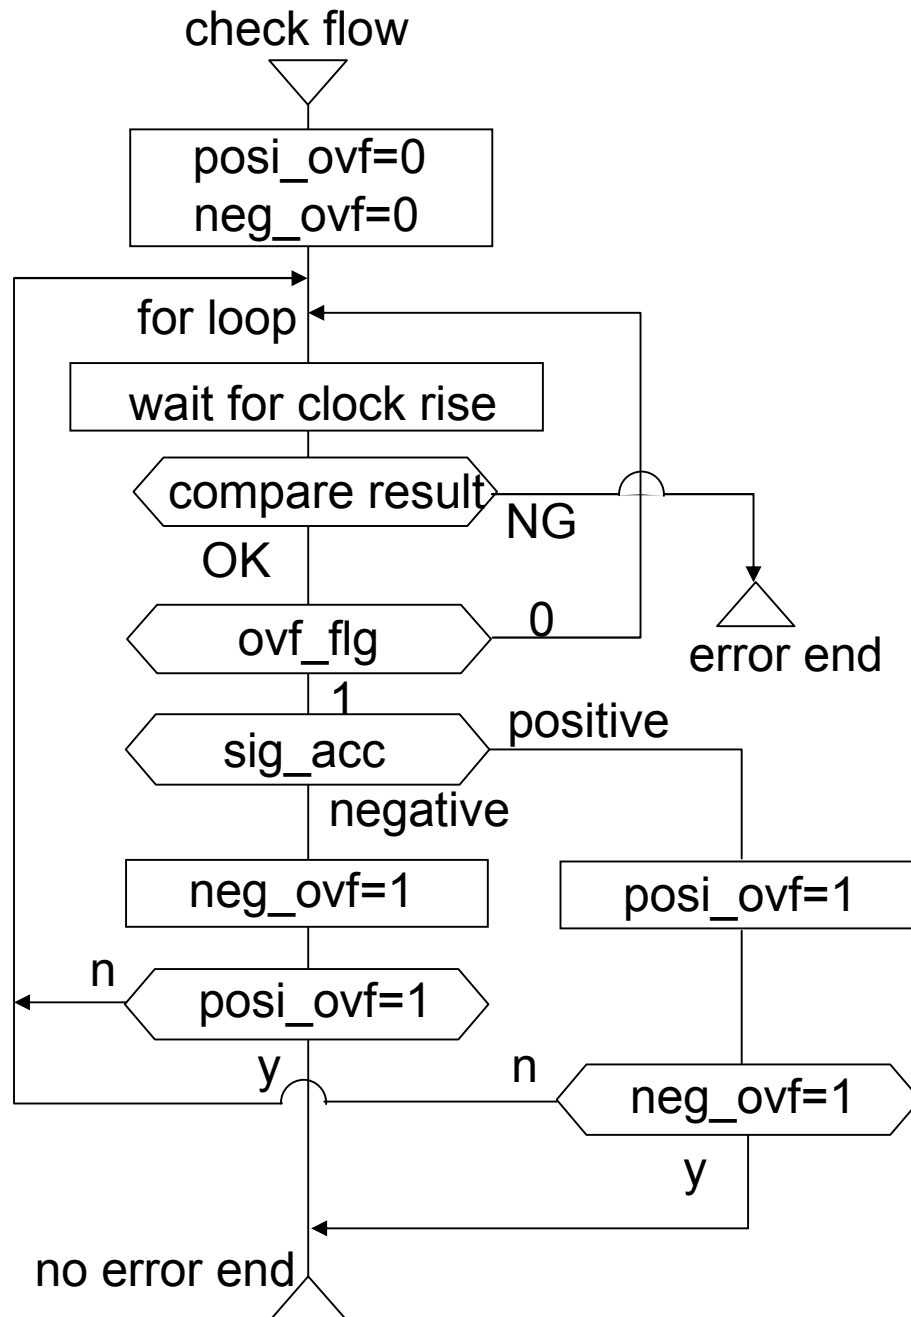 check flow
posi_ovf=0
neg_ovf=0
for loop
wait for clock rise
compare result
NG
OK
ovf_flg
0
error end
1
sig_acc
positive
negative
neg_ovf=1
posi_ovf=1
n
posi_ovf=1
y
n
neg_ovf=1
y
no error end